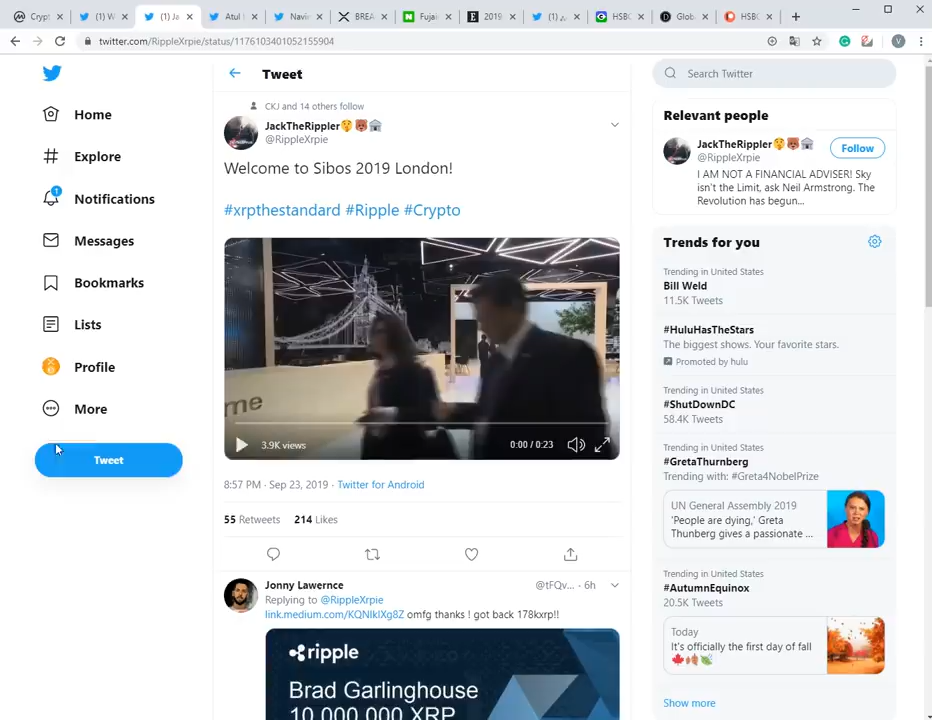 Crypt
(1) W
(1) Ja
Atul
Navin
BREA
Fujai
2019
(1)
HSBC
Globa
HSBC
twitter.com/RippleXrpie/status/1176103401052155904
V
Home
Explore
1
Notifications
Messages
Bookmarks
Lists
Profile
More
Tweet
Tweet
CKJ and 14 others follow
JackTheRippler
@RippleXrpie
Welcome to Sibos 2019 London!
#xrpthestandard #Ripple #Crypto
me
3.9K views
0:00 / 0:23
8:57 PM · Sep 23, 2019 · Twitter for Android
55 Retweets 214 Likes
Jonny Lawernce @tFQv... · 6h
Replying to @RippleXrpie
link.medium.com/KQNIkIXg8Z omfg thanks ! got back 178kxrp!!
ripple
Brad Garlinghouse
10 000 000 XRP
Search Twitter
Relevant people
JackTheRippler
@RippleXrpie
Follow
I AM NOT A FINANCIAL ADVISER! Sky
isn't the Limit, ask Neil Armstrong. The
Revolution has begun...
Trends for you
Trending in United States
Bill Weld
11.5K Tweets
#HuluHasTheStars
The biggest shows. Your favorite stars.
Promoted by hulu
Trending in United States
#ShutDownDC
58.4K Tweets
Trending in United States
#GretaThurnberg
Trending with: #Greta4NobelPrize
UN General Assembly 2019
'People are dying,' Greta
Thunberg gives a passionate ...
Trending in United States
#AutumnEquinox
20.5K Tweets
Today
It's officially the first day of fall
Show more